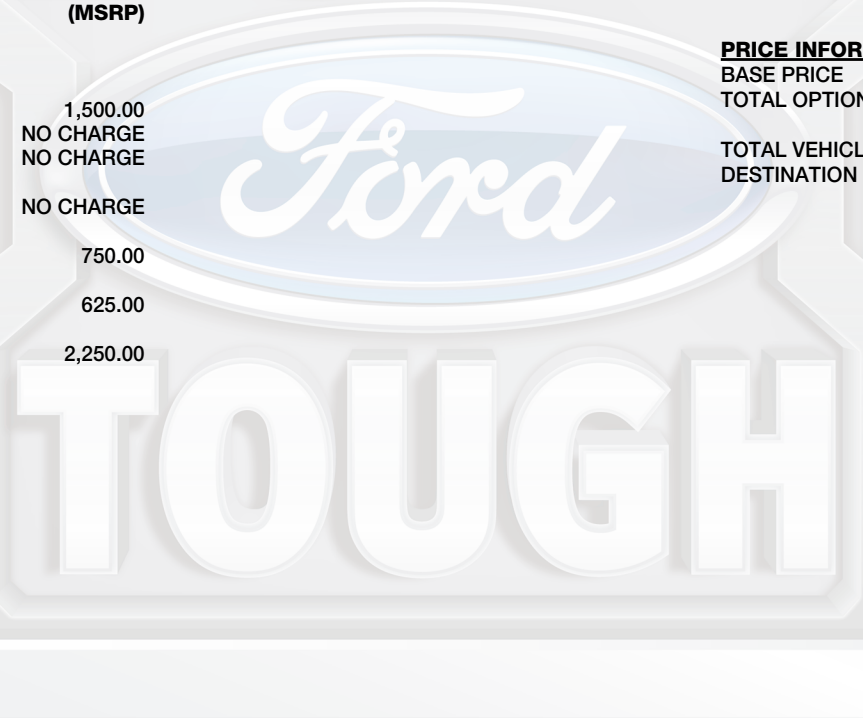 (MSRP)
1,500.00
NO CHARGE
NO CHARGE
NO CHARGE
750.00
625.00
2,250.00
PRICE INFOR
BASE PRICE
TOTAL OPTION
TOTAL VEHICL
DESTINATION
Ford
TOUGH